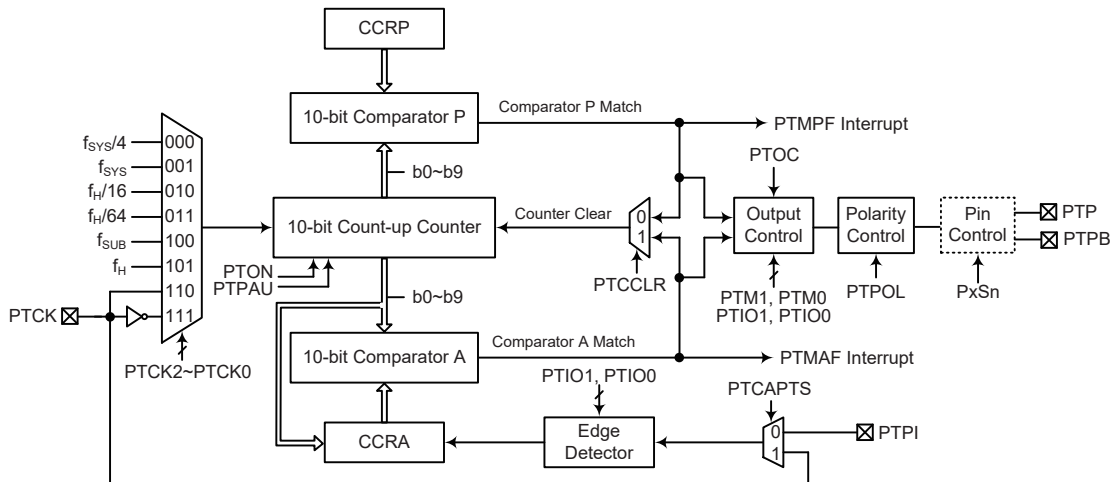 CCRP
10-bit Comparator P
Comparator P Match
PTMPF Interrupt
fSYS/4
000
fSYS
001
fH/16
010
fH/64
011
fSUB
100
fH
101
110
111
b0~b9
PTOC
10-bit Count-up Counter
Counter Clear
0
1
Output
Control
Polarity
Control
Pin
Control
PTP
PTPB
PTON
PTPAU
PTCCLR
PTM1, PTM0
PTIO1, PTIO0
PTPOL
PxSn
b0~b9
PTCK
PTCK2~PTCK0
10-bit Comparator A
Comparator A Match
PTMAF Interrupt
PTIO1, PTIO0
PTCAPTS
CCRA
Edge
Detector
0
1
PTPI